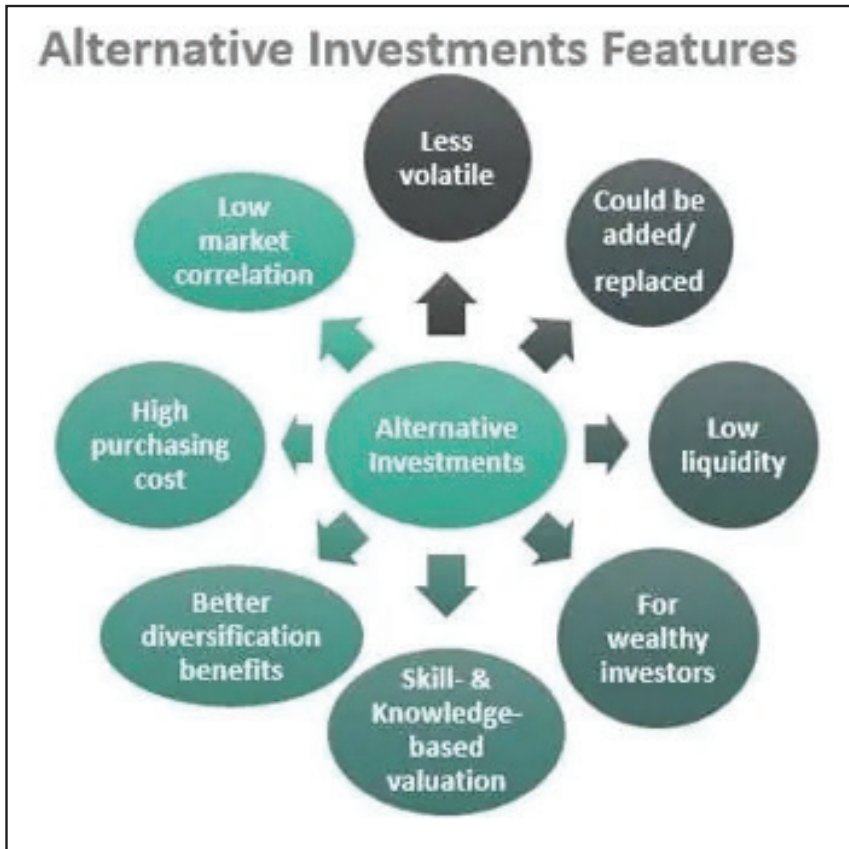 Alternative Investments Features
Less
volatile
Could be
added/
replaced
Low
liquidity
For
wealthy
investors
Skill- &
Knowledge-
based
valuation
Better
diversification
benefits
High
purchasing
cost
Low
market
correlation
Alternative
Investments